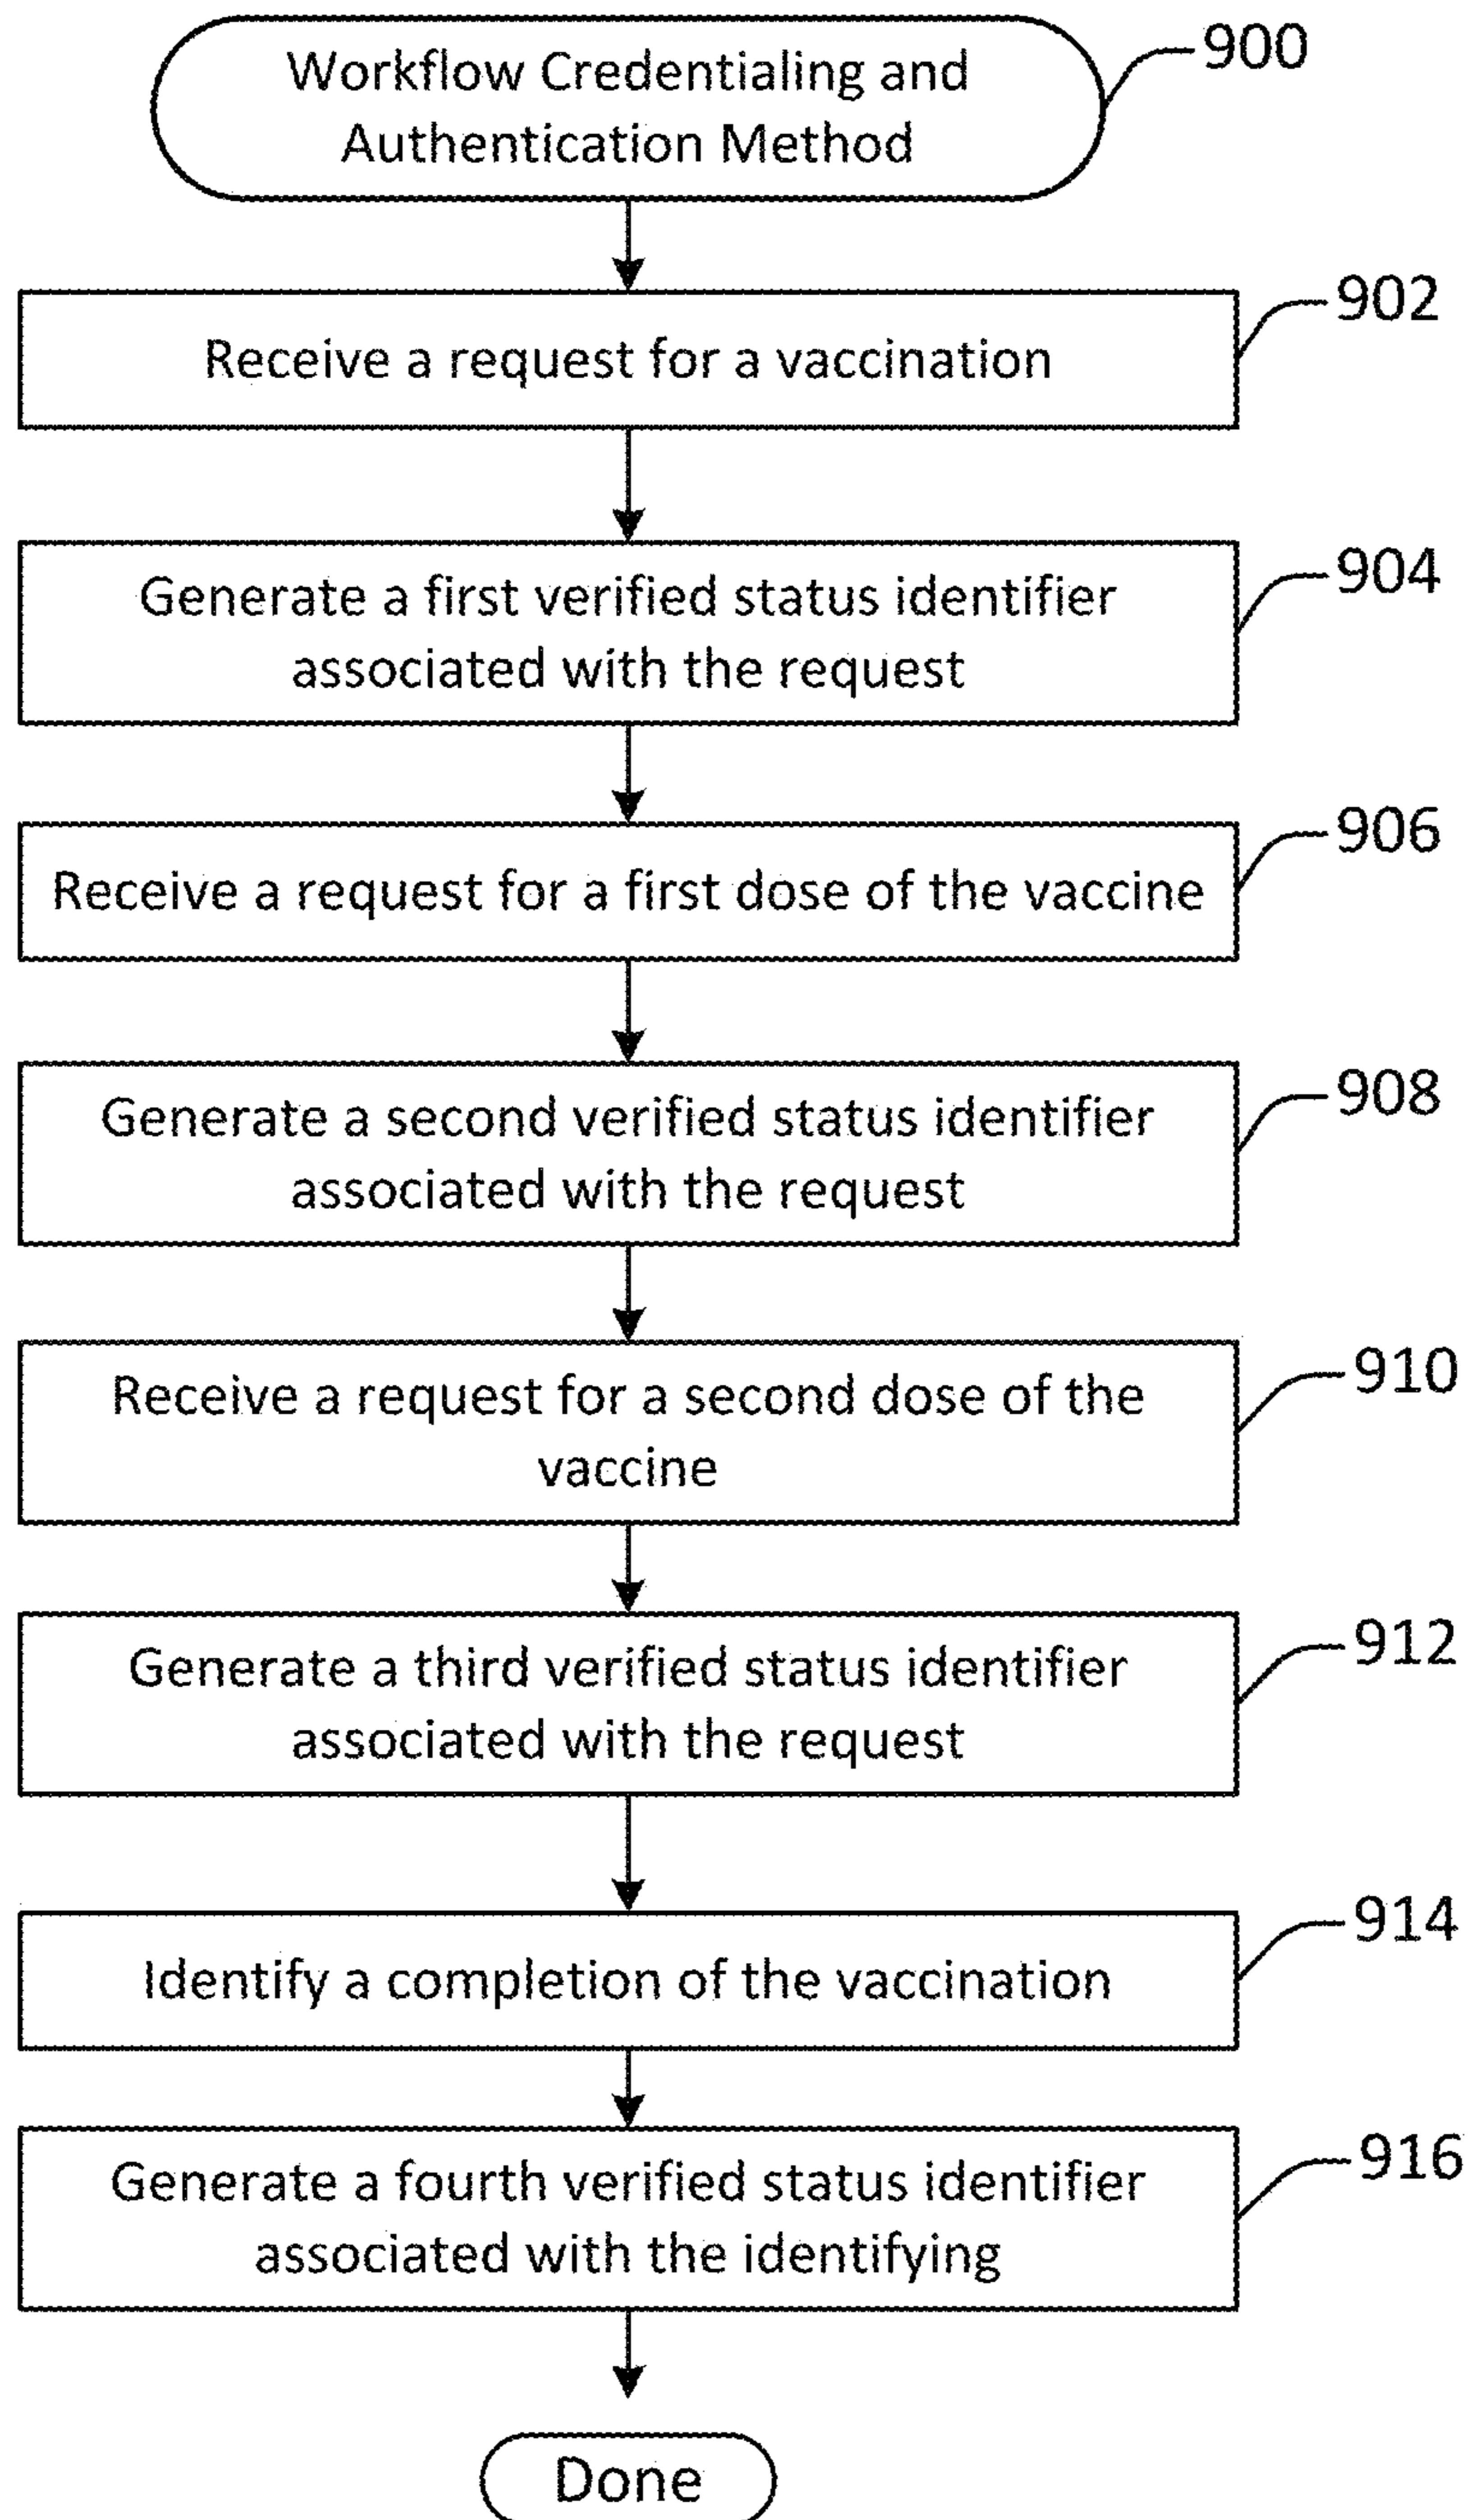 Workflow Credentialing and
Authentication Method
900
Receive a request for a vaccination
902
Generate a first verified status identifier
associated with the request
904
Receive a request for a first dose of the vaccine
906
Generate a second verified status identifier
associated with the request
908
Receive a request for a second dose of the
vaccine
910
Generate a third verified status identifier
associated with the request
912
Identify a completion of the vaccination
914
Generate a fourth verified status identifier
associated with the identifying
916
Done